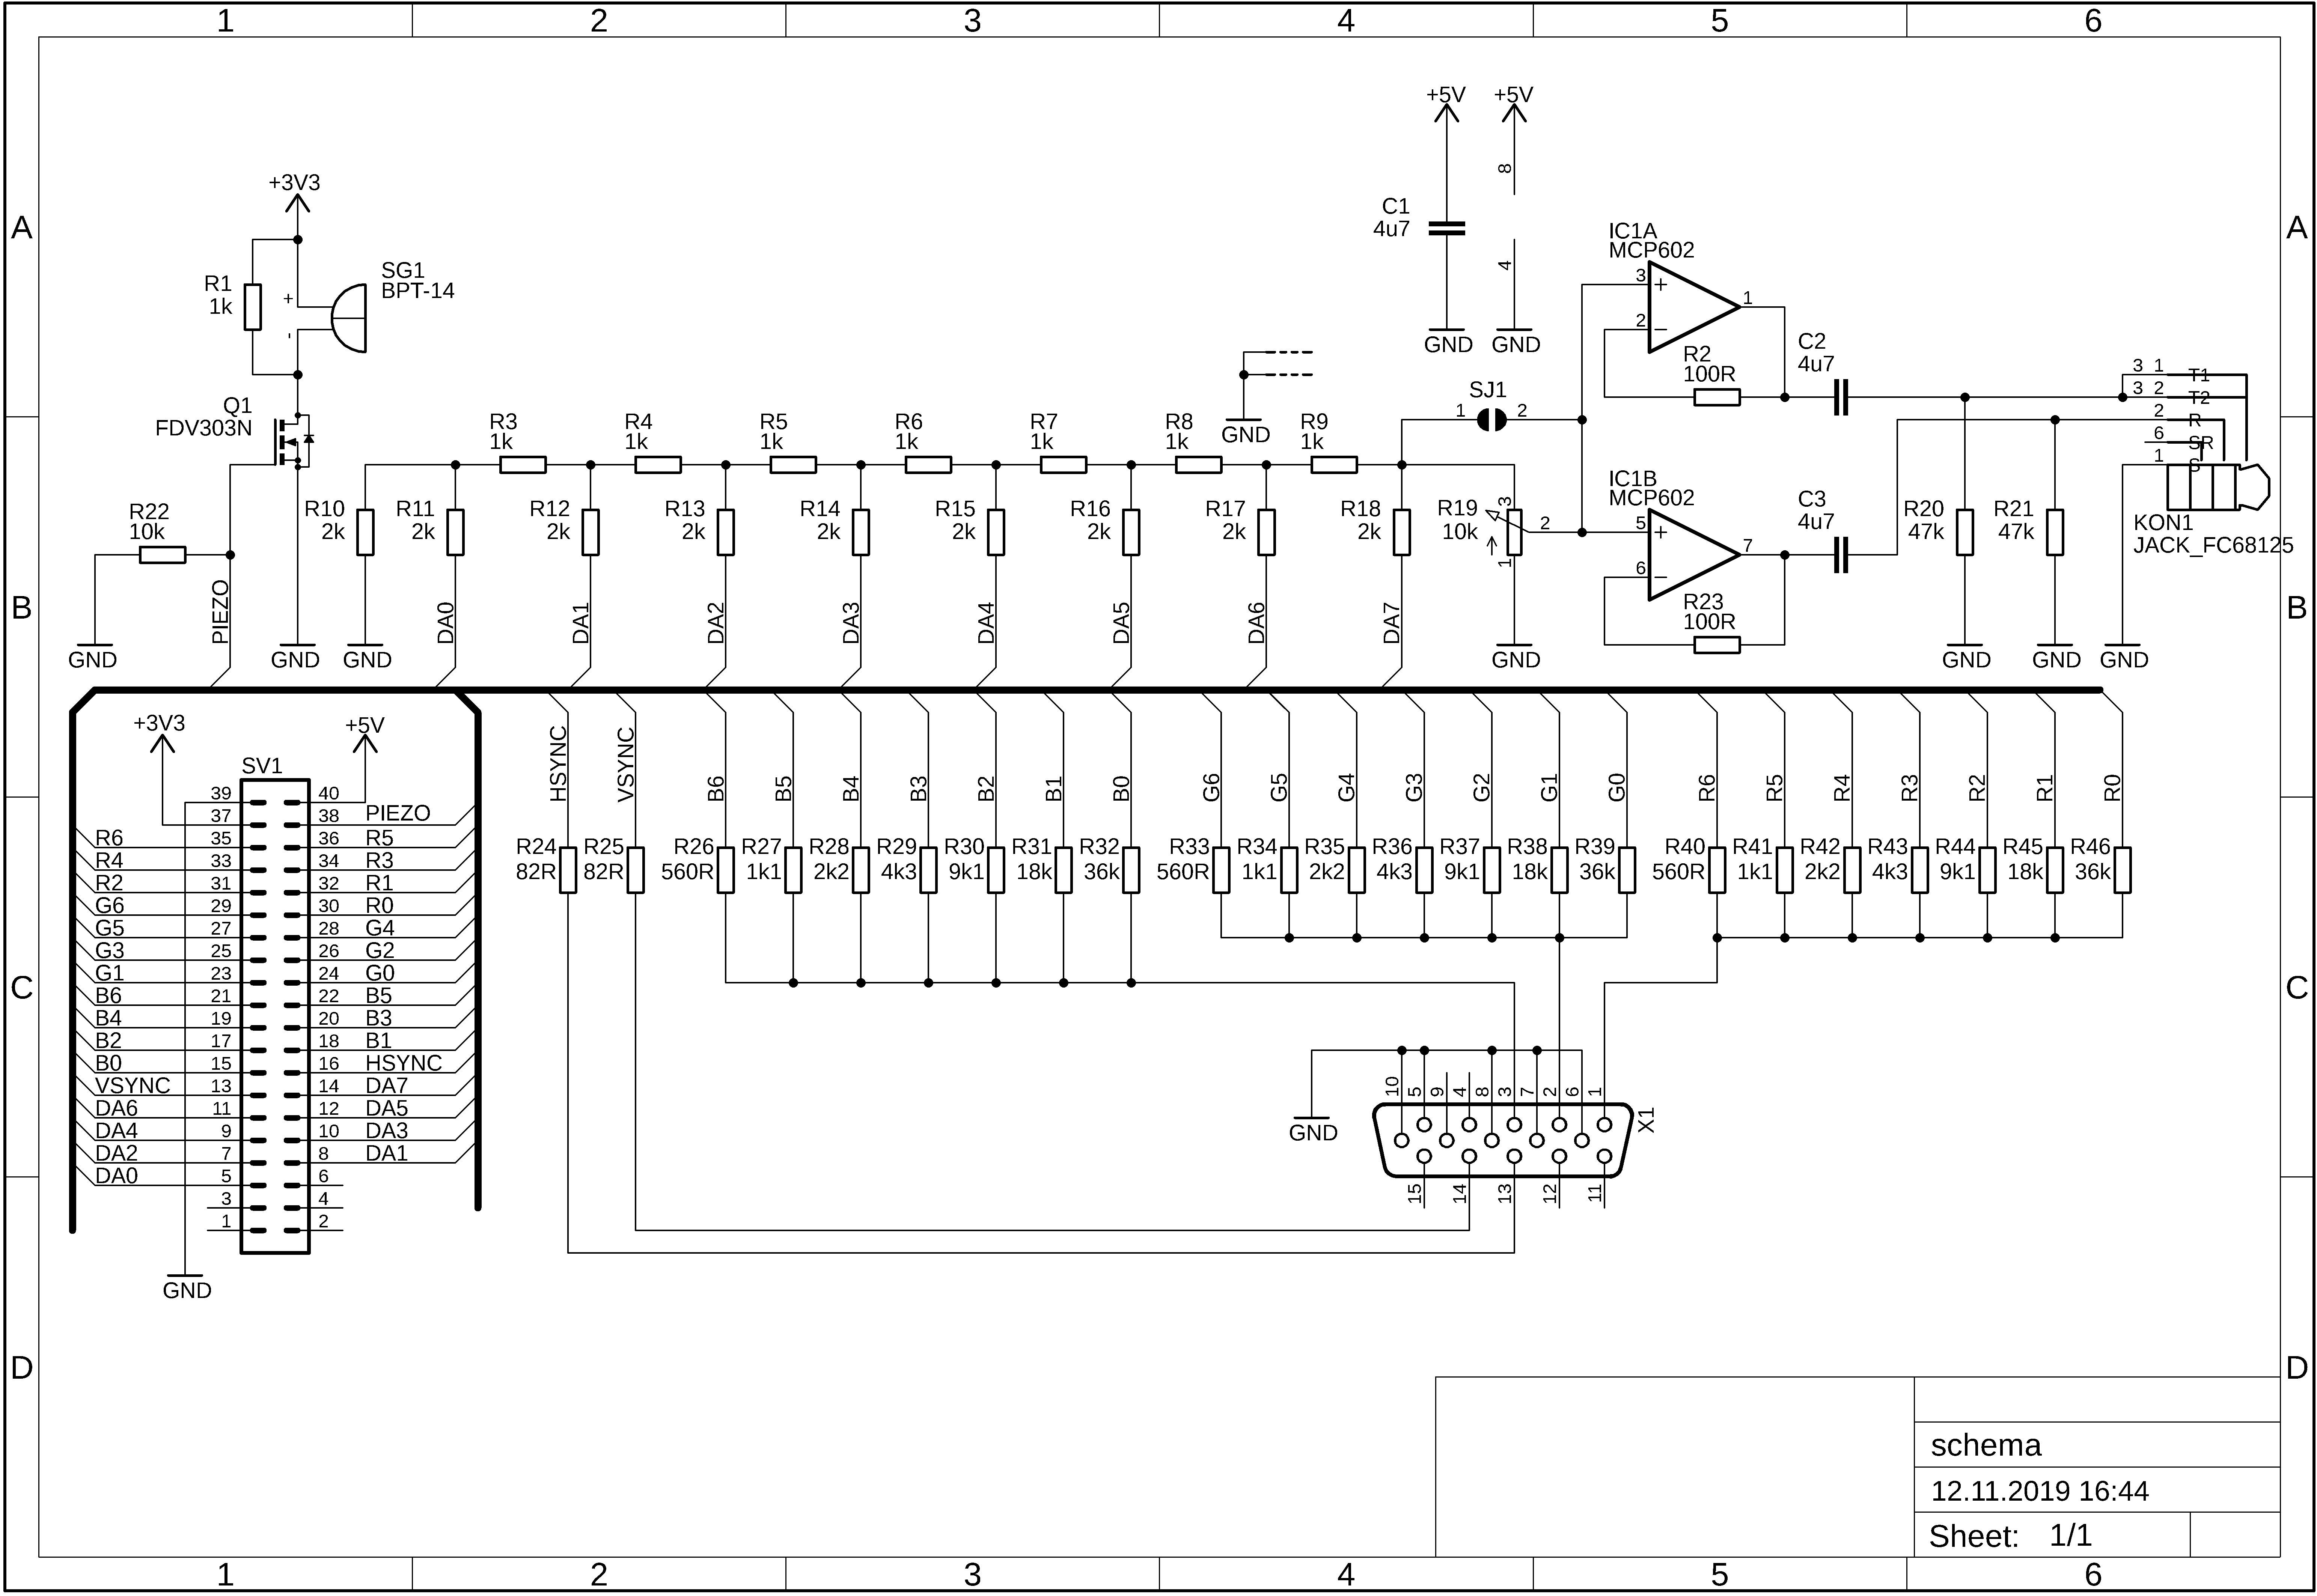 1 2 3 4 5 6
A A
B B
C C
D D
1 2 3 4 5 6
+3V3
R1
1k
+
-
SG1
BPT-14
Q1
FDV303N
R22
10k
PIEZO
GND
GND
GND
R10
2k
R11
2k
R12
2k
R13
2k
R14
2k
R15
2k
R16
2k
R17
2k
R18
2k
R3
1k
R4
1k
R5
1k
R6
1k
R7
1k
R8
1k
R9
1k
GND
DA0
DA1
DA2
DA3
DA4
DA5
DA6
DA7
+5V
+5V
8
4
C1
4u7
GND
GND
SJ1
1 2
R19
10k
3
2
1
GND
IC1A
MCP602
3
+
2
−
1
R2
100R
C2
4u7
IC1B
MCP602
5
+
6
−
7
R23
100R
C3
4u7
R20
47k
R21
47k
GND
GND
GND
3 1 T1
3 2 T2
2 R
6 SR
1 S
KON1
JACK_FC68125
+3V3
+5V
SV1
39 40
37 38 PIEZO
R6 35 36 R5
R4 33 34 R3
R2 31 32 R1
G6 29 30 R0
G5 27 28 G4
G3 25 26 G2
G1 23 24 G0
B6 21 22 B5
B4 19 20 B3
B2 17 18 B1
B0 15 16 HSYNC
VSYNC 13 14 DA7
DA6 11 12 DA5
DA4 9 10 DA3
DA2 7 8 DA1
DA0 5 6
3 4
1 2
GND
HSYNC
VSYNC
B6
B5
B4
B3
B2
B1
B0
G6
G5
G4
G3
G2
G1
G0
R6
R5
R4
R3
R2
R1
R0
R24
82R
R25
82R
R26
560R
R27
1k1
R28
2k2
R29
4k3
R30
9k1
R31
18k
R32
36k
R33
560R
R34
1k1
R35
2k2
R36
4k3
R37
9k1
R38
18k
R39
36k
R40
560R
R41
1k1
R42
2k2
R43
4k3
R44
9k1
R45
18k
R46
36k
GND
10 5 9 4 8 3 7 2 6 1
X1
15 14 13 12 11
schema
12.11.2019 16:44
Sheet: 1/1